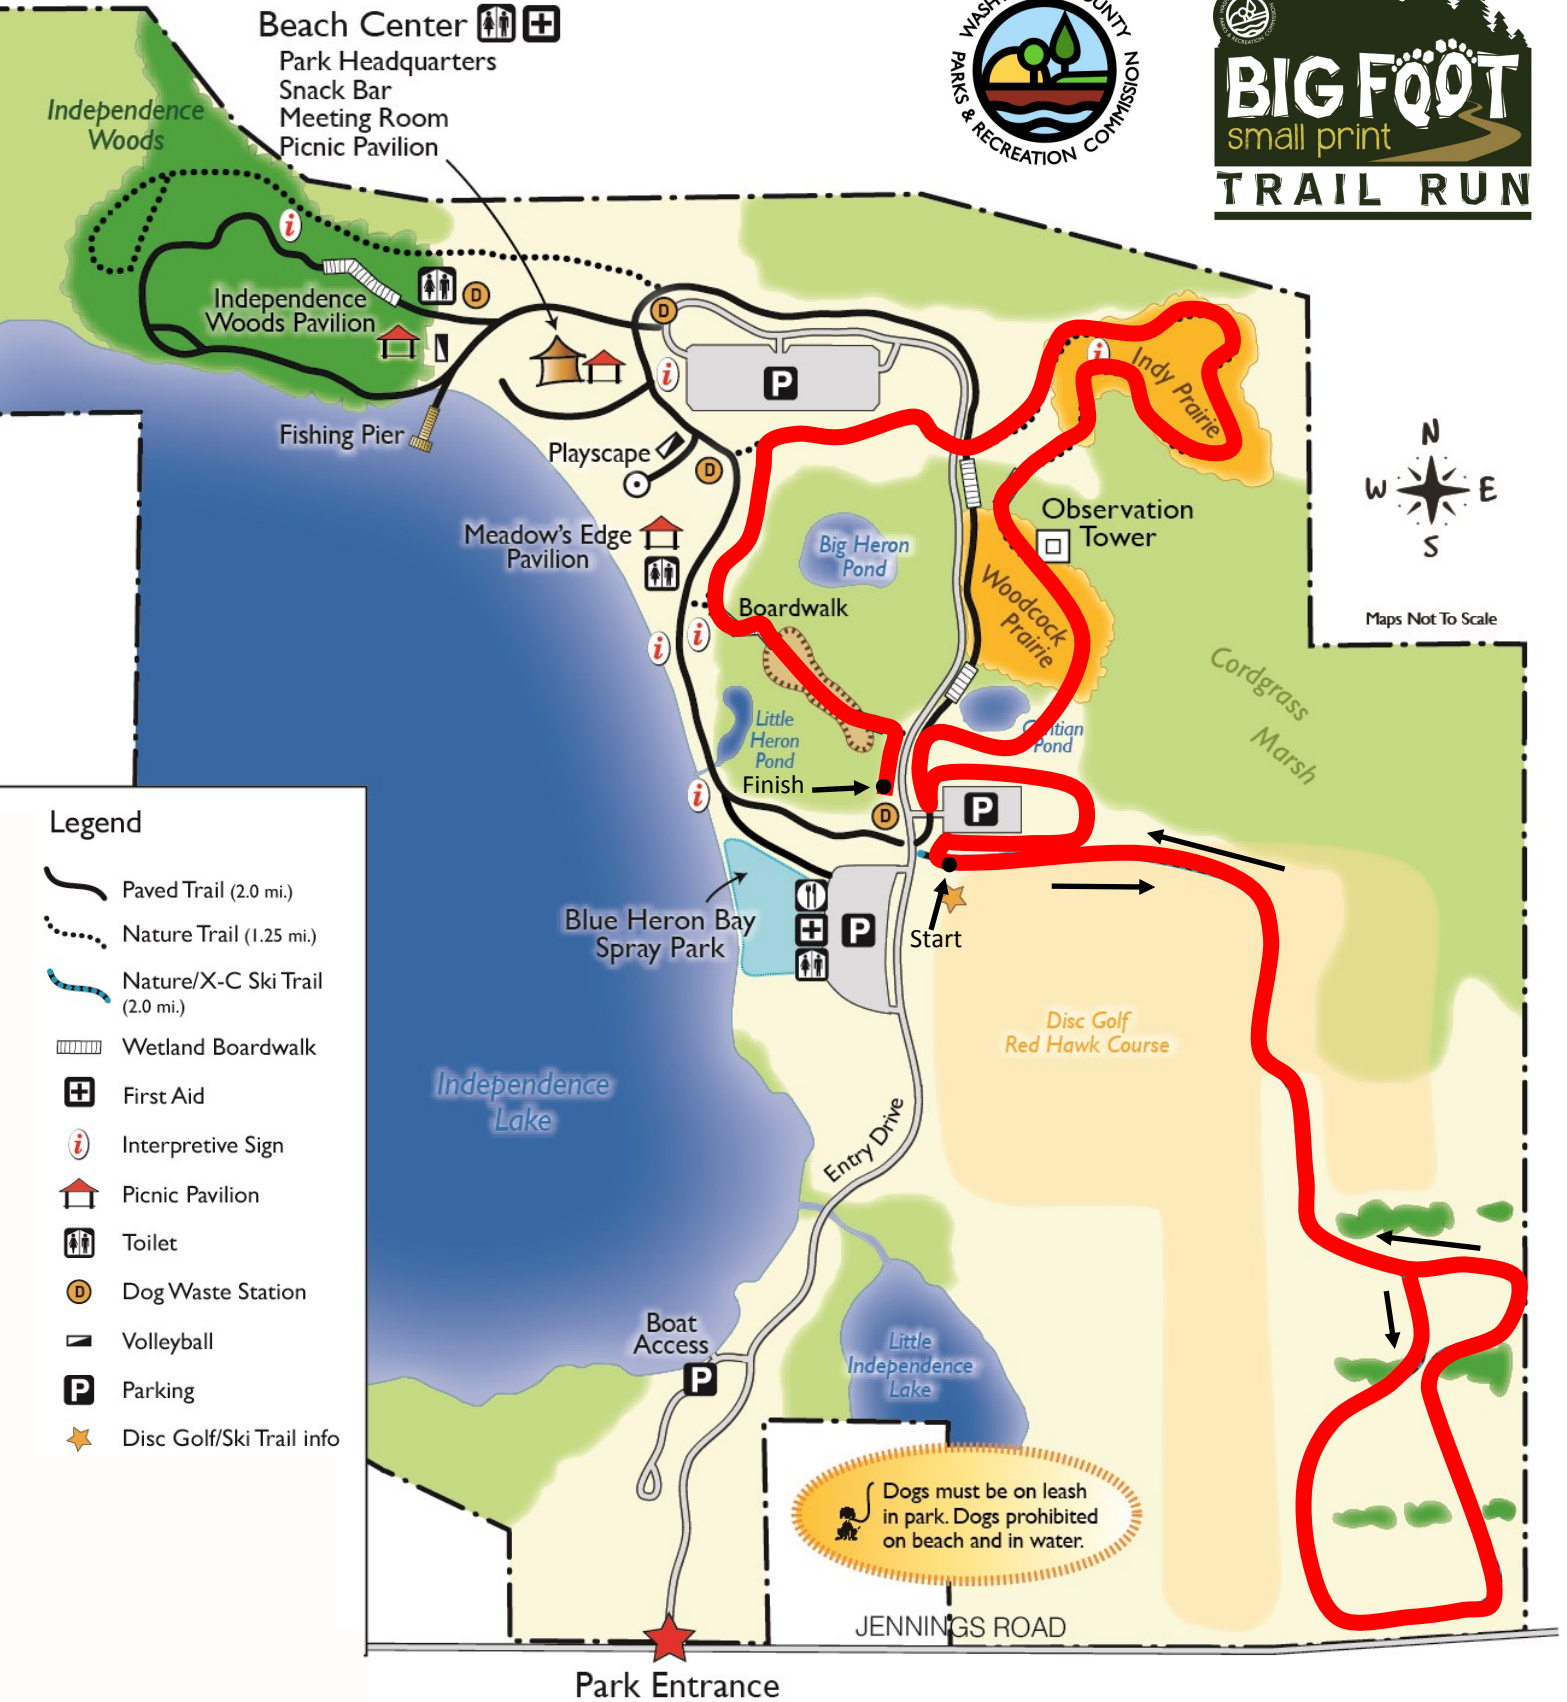 Beach Center
Park Headquarters
Snack Bar
Meeting Room
Picnic Pavilion
COUNTY
PARKS & RECREATION COMMISSION
BIG FOOT
small print
TRAIL RUN
Independence
Woods
i
D
Independence
Woods Pavilion
D
P
i
i
Indy Prairie
Fishing Pier
Playscape
D
N
W E
S
Meadow's Edge
Pavilion
Big Heron
Pond
Observation
Tower
Woodcock
Prairie
Boardwalk
Maps Not To Scale
i
i
Cordgrass
Marsh
Little
Heron
Pond
Pond
Finish
i
D
P
Blue Heron Bay
Spray Park
P
Start
Disc Golf
Red Hawk Course
Independence
Lake
Entry Drive
Boat
Access
P
Little
Independence
Lake
Dogs must be on leash
in park. Dogs prohibited
on beach and in water.
JENNINGS ROAD
Park Entrance
Legend
Paved Trail (2.0 mi.)
Nature Trail (1.25 mi.)
Nature/X-C Ski Trail
(2.0 mi.)
Wetland Boardwalk
First Aid
i Interpretive Sign
Picnic Pavilion
Toilet
D Dog Waste Station
Volleyball
P Parking
Disc Golf/Ski Trail info